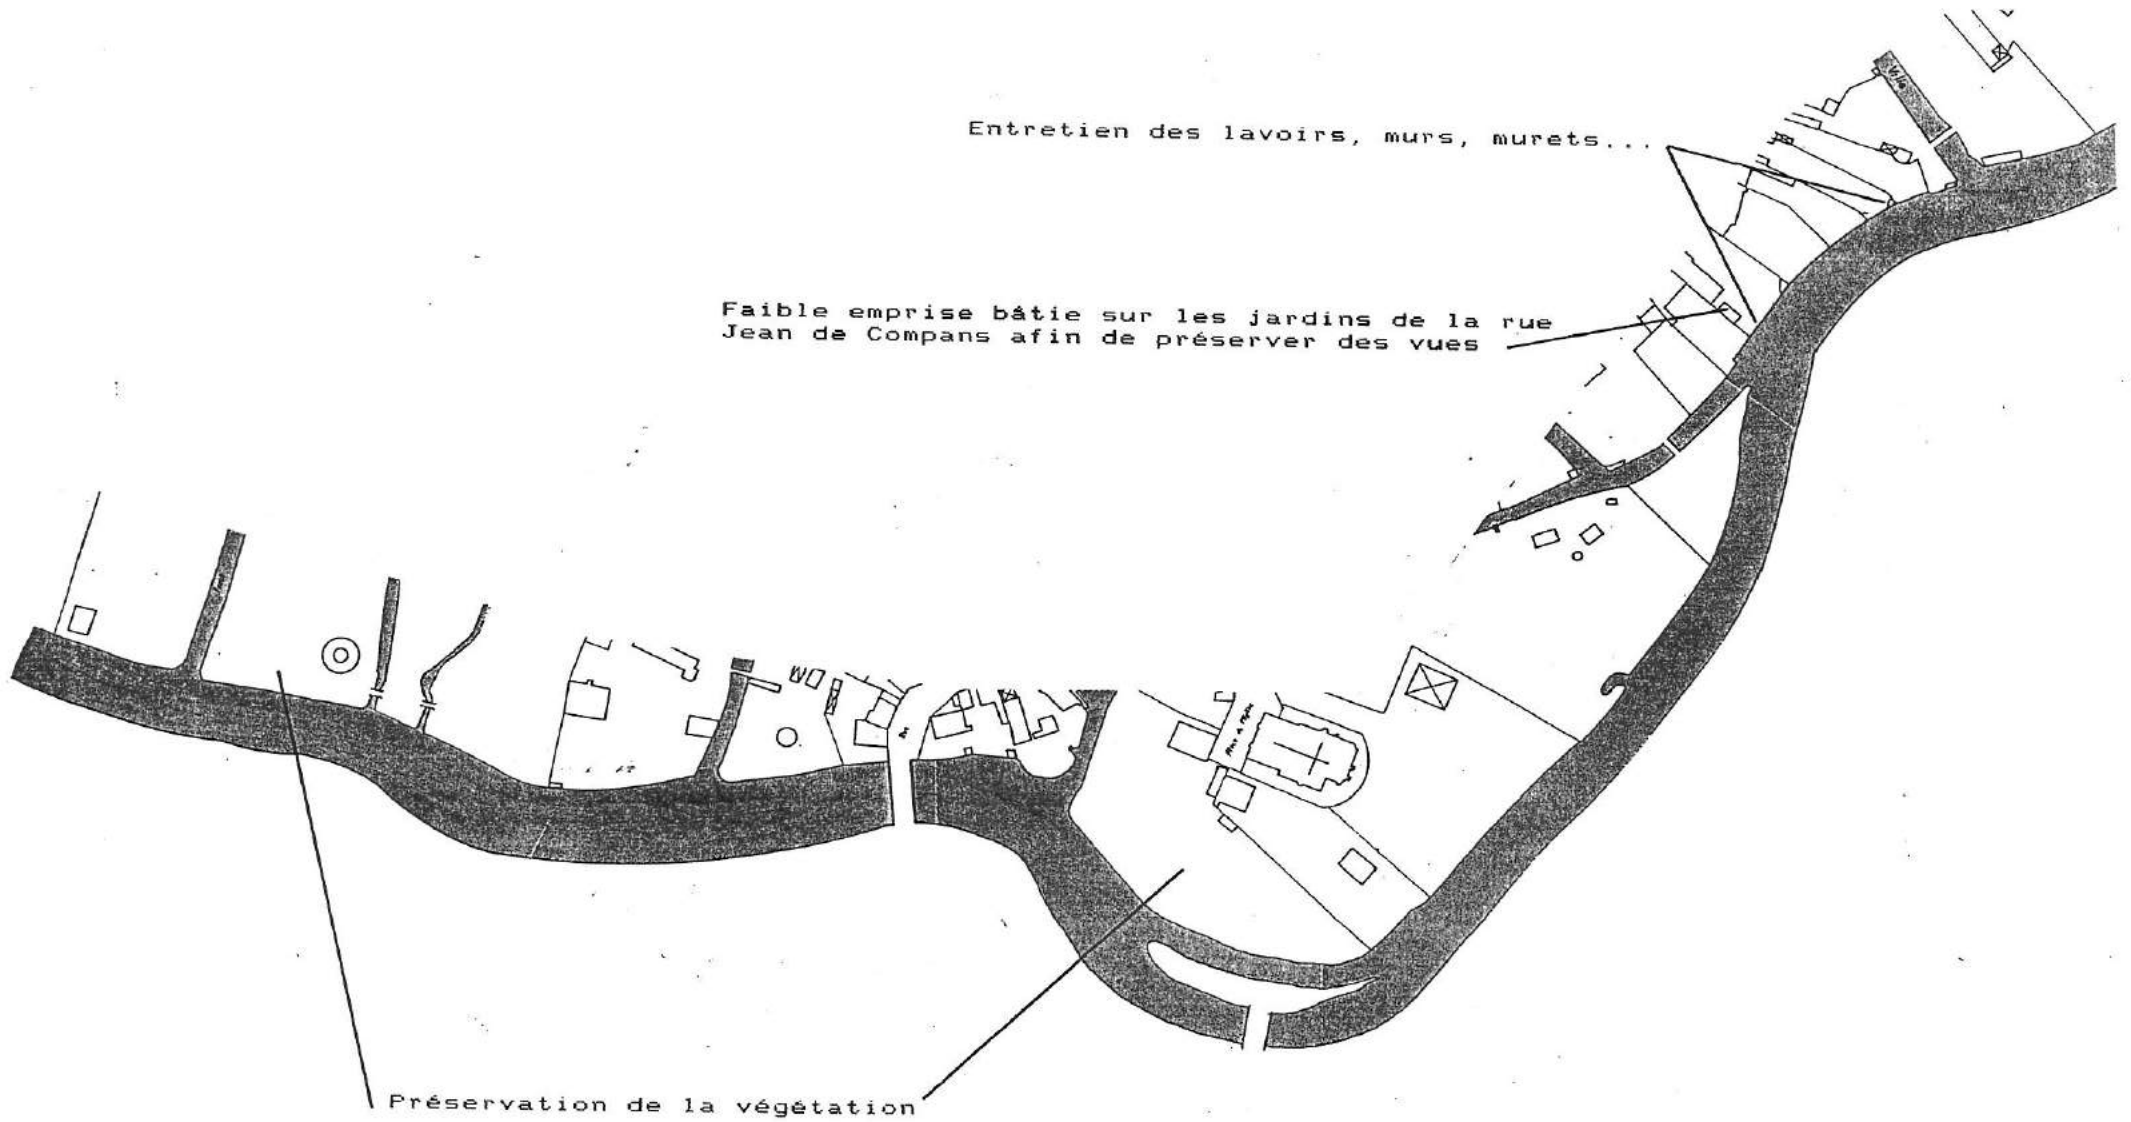 Entretien des lavoirs, murs, murets...
Faible emprise bâtie sur les jardins de la rue
Jean de Compans afin de préserver des vues
Préservation de la végétation